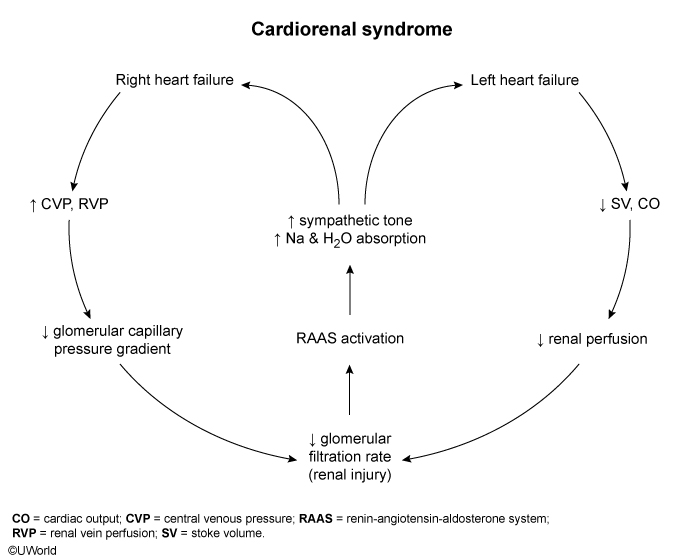 Cardiorenal syndrome
Right heart failure
Left heart failure
↑ CVP, RVP
↓ SV, CO
↑ sympathetic tone
↑ Na & H₂O absorption
↓ glomerular capillary
pressure gradient
RAAS activation
↓ renal perfusion
↓ glomerular
filtration rate
(renal injury)
CO = cardiac output; CVP = central venous pressure; RAAS = renin-angiotensin-aldosterone system;
RVP = renal vein perfusion; SV = stoke volume.
©UWorld